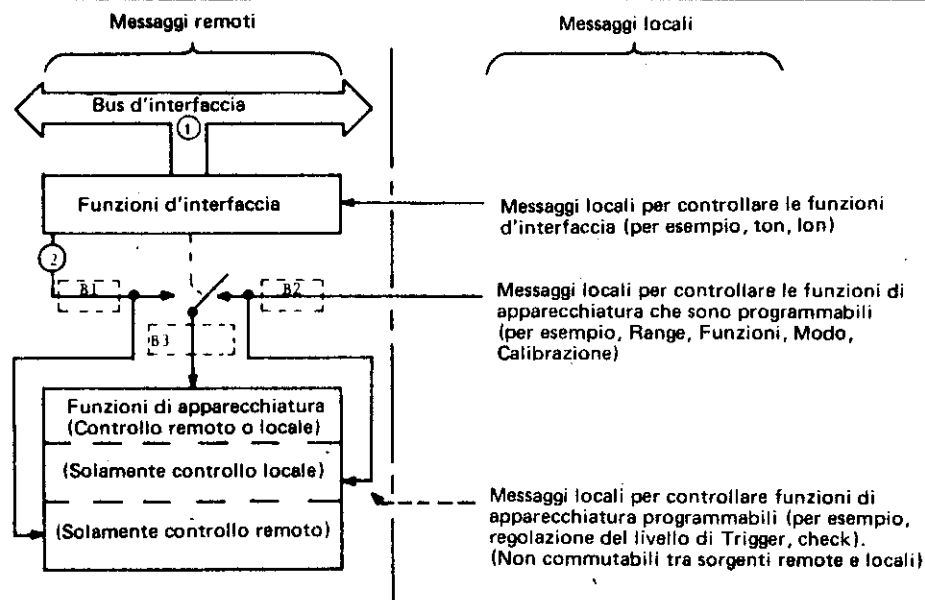 Messaggi remoti
Messaggi locali
Bus d'interfaccia
1
Funzioni d'interfaccia
Messaggi locali per controllare le funzioni
d'interfaccia (per esempio, ton, lon)
2
B1
B2
Messaggi locali per controllare le funzioni di
apparecchiatura che sono programmabili
(per esempio, Range, Funzioni, Modo,
Calibrazione)
B3
Funzioni di apparecchiatura
(Controllo remoto o locale)
(Solamente controllo locale)
(Solamente controllo remoto)
Messaggi locali per controllare funzioni di
apparecchiatura programmabili (per esempio,
regolazione del livello di Trigger, check).
(Non commutabili tra sorgenti remote e locali)